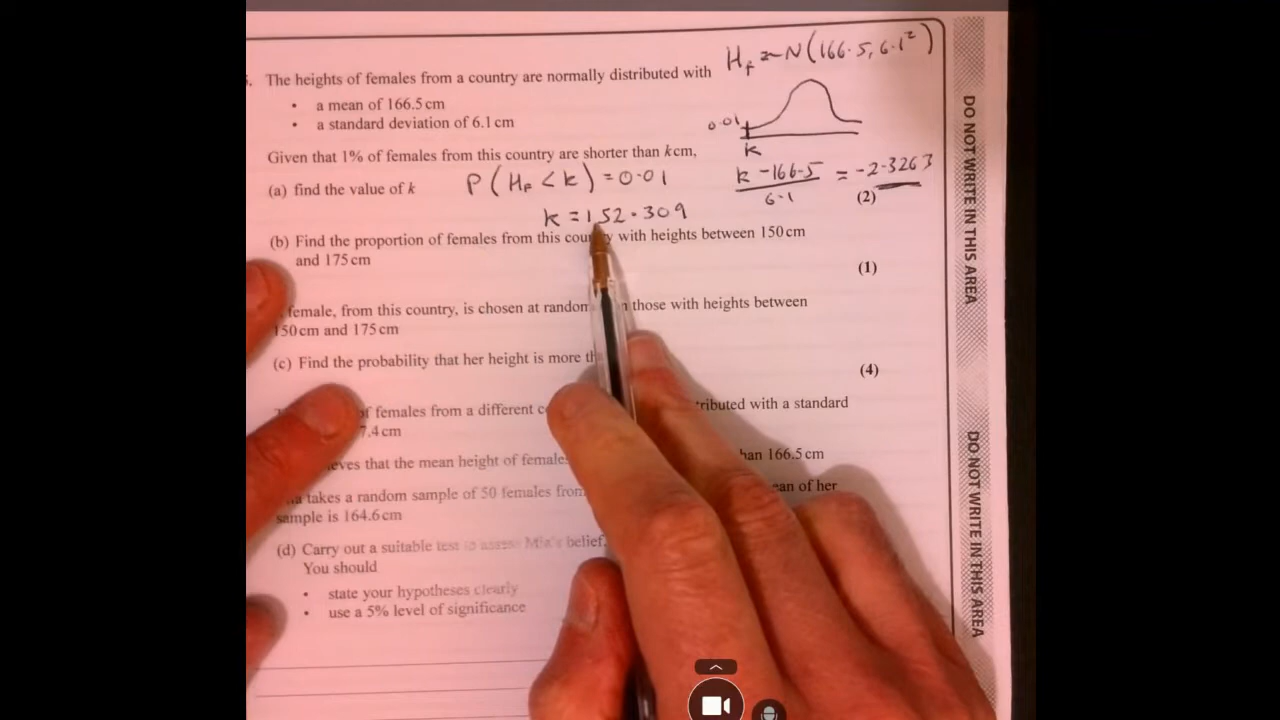 The heights of females from a country are normally distributed with
H_F ~ N(166.5, 6.1²)
• a mean of 166.5 cm
• a standard deviation of 6.1 cm
0.01
k
Given that 1% of females from this country are shorter than k cm,
(a) find the value of k
P(H_F < k) = 0.01
k - 166.5 / 6.1 = -2.3263
(2)
k = 152.309
(b) Find the proportion of females from this with heights between 150 cm
and 175 cm
(1)
female, from this country, is chosen at random those with heights between
150 cm and 175 cm
(c) Find the probability that her height is more
(4)
of females from a different with a standard
7.4 cm
that the mean height of 166.5 cm
takes a random sample of 50 females of her
sample is 164.6 cm
(d) Carry out a suitable test to assess Mia's belief.
You should
• state your hypotheses clearly
• use a 5% level of significance
DO NOT WRITE IN THIS AREA
DO NOT WRITE IN THIS AREA